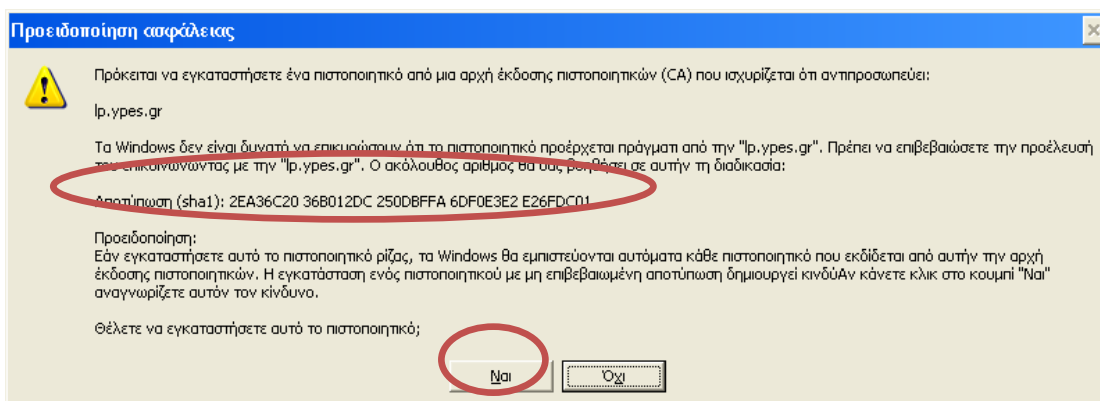 Προειδοποίηση ασφάλειας
Πρόκειται να εγκαταστήσετε ένα πιστοποιητικό από μια αρχή έκδοσης πιστοποιητικών (CA) που ισχυρίζεται ότι αντιπροσωπεύει:
lp.ypes.gr
Τα Windows δεν είναι δυνατό να επικυρώσουν ότι το πιστοποιητικό προέρχεται πράγματι από την "lp.ypes.gr". Πρέπει να επιβεβαιώσετε την προέλευσή
του επικοινωνώντας με την "lp.ypes.gr". Ο ακόλουθος αριθμός θα σας βοηθήσει σε αυτήν τη διαδικασία:
Αποτύπωση (sha1): 2EA36C20 36B012DC 250DBFFA 6DF0E3E2 E26FDC01
Προειδοποίηση:
Εάν εγκαταστήσετε αυτό το πιστοποιητικό ρίζας, τα Windows θα εμπιστεύονται αυτόματα κάθε πιστοποιητικό που εκδίδεται από αυτήν την αρχή
έκδοσης πιστοποιητικών. Η εγκατάσταση ενός πιστοποιητικού με μη επιβεβαιωμένη αποτύπωση δημιουργεί κινδύΑν κάνετε κλικ στο κουμπί "Ναι"
αναγνωρίζετε αυτόν τον κίνδυνο.
Θέλετε να εγκαταστήσετε αυτό το πιστοποιητικό;
Ναι Όχι